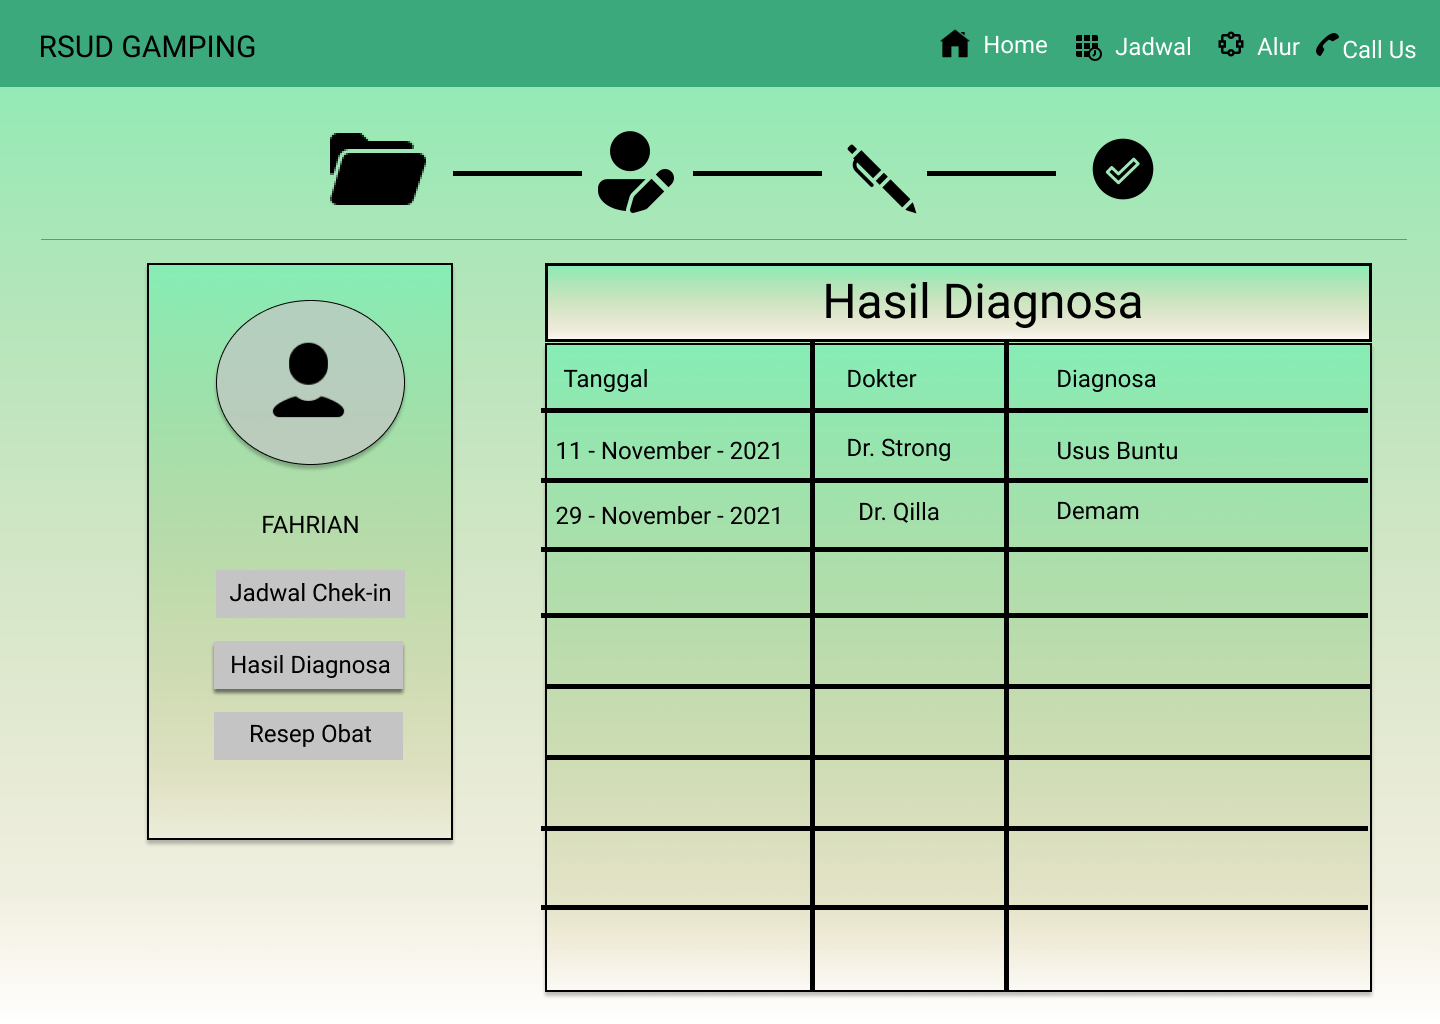 RSUD GAMPING
Home
Jadwal
Alur
Call Us
FAHRIAN
Jadwal Chek-in
Hasil Diagnosa
Resep Obat
Hasil Diagnosa
Tanggal Dokter Diagnosa
11 - November - 2021 Dr. Strong Usus Buntu
29 - November - 2021 Dr. Qilla Demam